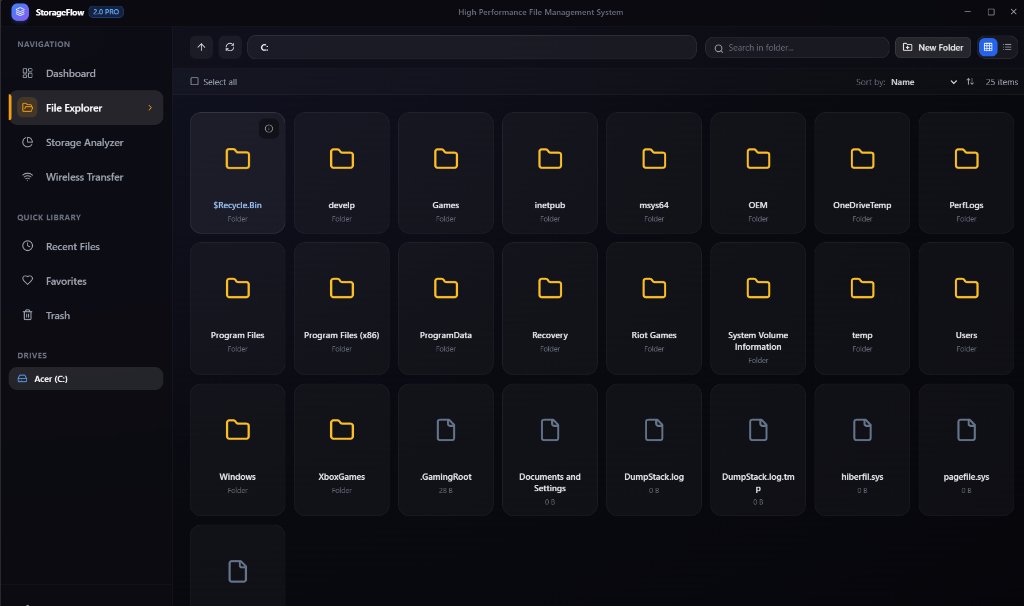 StorageFlow 2.0 PRO
High Performance File Management System
NAVIGATION
Dashboard
File Explorer
Storage Analyzer
Wireless Transfer
QUICK LIBRARY
Recent Files
Favorites
Trash
DRIVES
Acer (C:)
C:
Search in folder...
New Folder
Select all
Sort by: Name
25 items
$Recycle.Bin
Folder
develp
Folder
Games
Folder
inetpub
Folder
msys64
Folder
OEM
Folder
OneDriveTemp
Folder
PerfLogs
Folder
Program Files
Folder
Program Files (x86)
Folder
ProgramData
Folder
Recovery
Folder
Riot Games
Folder
System Volume
Information
Folder
temp
Folder
Users
Folder
Windows
Folder
XboxGames
Folder
.GamingRoot
28 B
Documents and
Settings
0 B
DumpStack.log
0 B
DumpStack.log.tm
p
0 B
hiberfil.sys
0 B
pagefile.sys
0 B